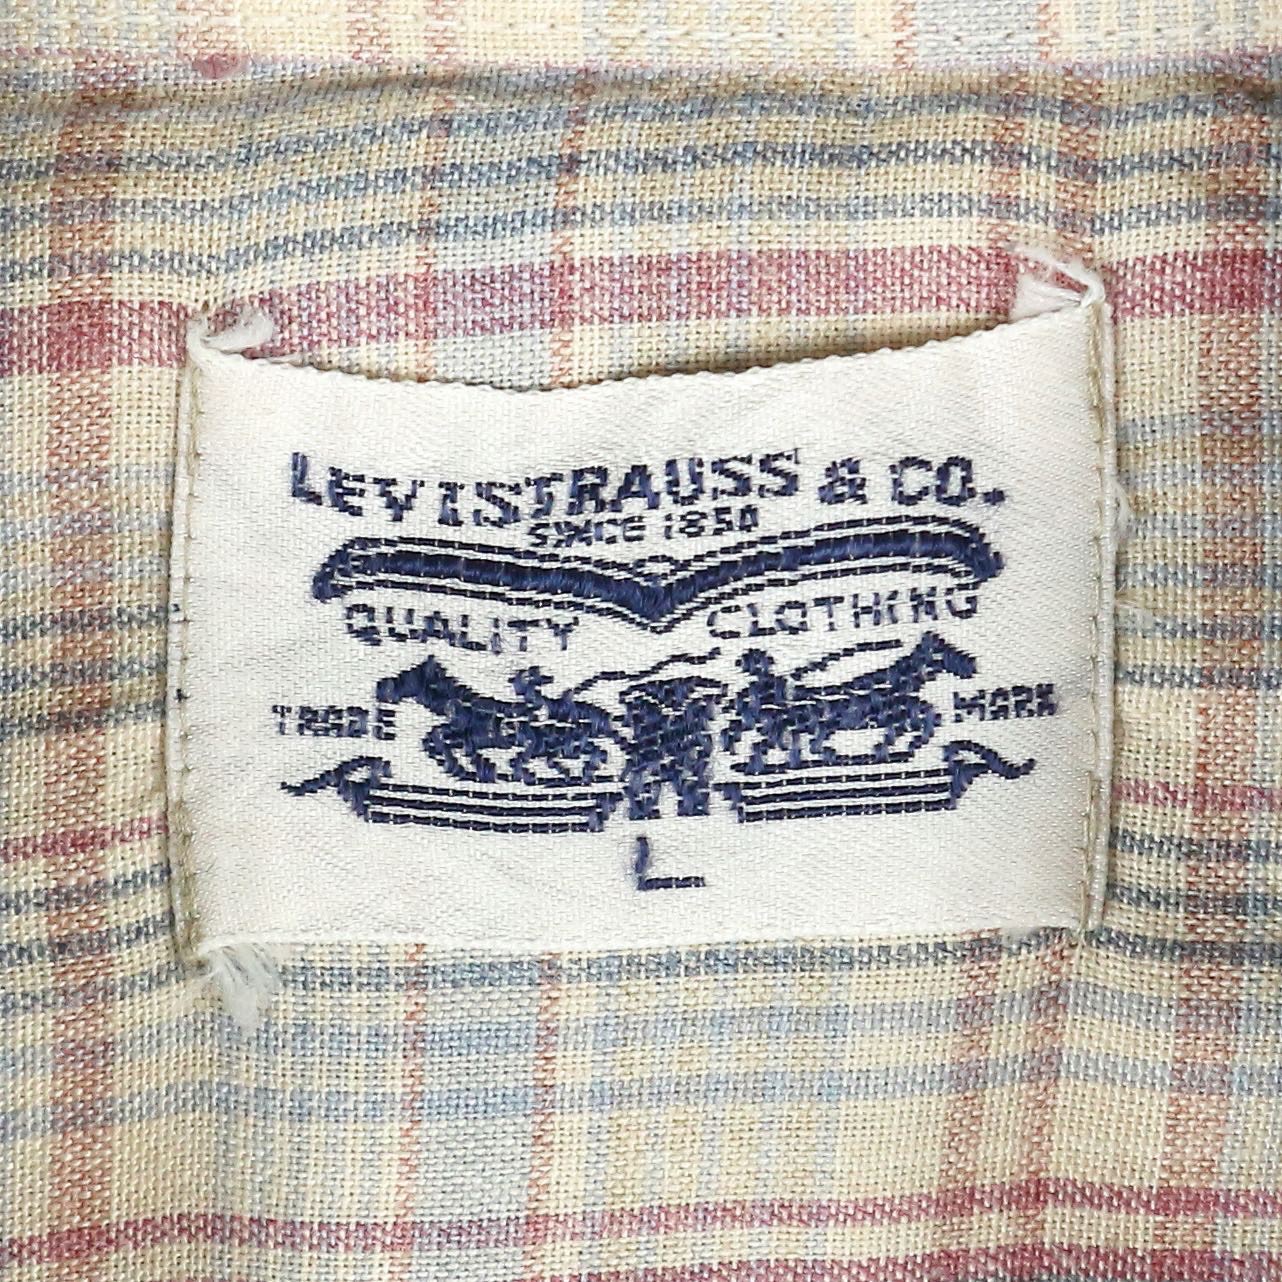 LEVI STRAUSS & CO.
SINCE 1850
QUALITY CLOTHING
TRADE MARK
L